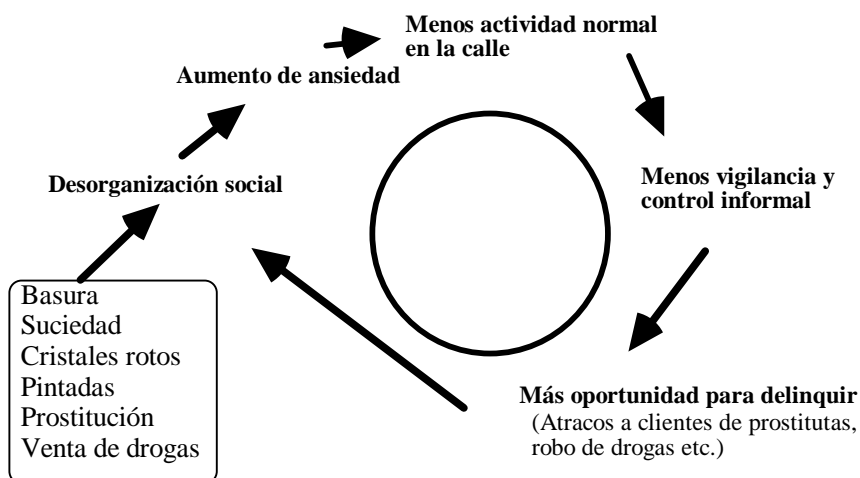 Menos actividad normal
en la calle
Aumento de ansiedad
Desorganización social
Menos vigilancia y
control informal
Basura
Suciedad
Cristales rotos
Pintadas
Prostitución
Venta de drogas
Más oportunidad para delinquir
(Atracos a clientes de prostitutas,
robo de drogas etc.)